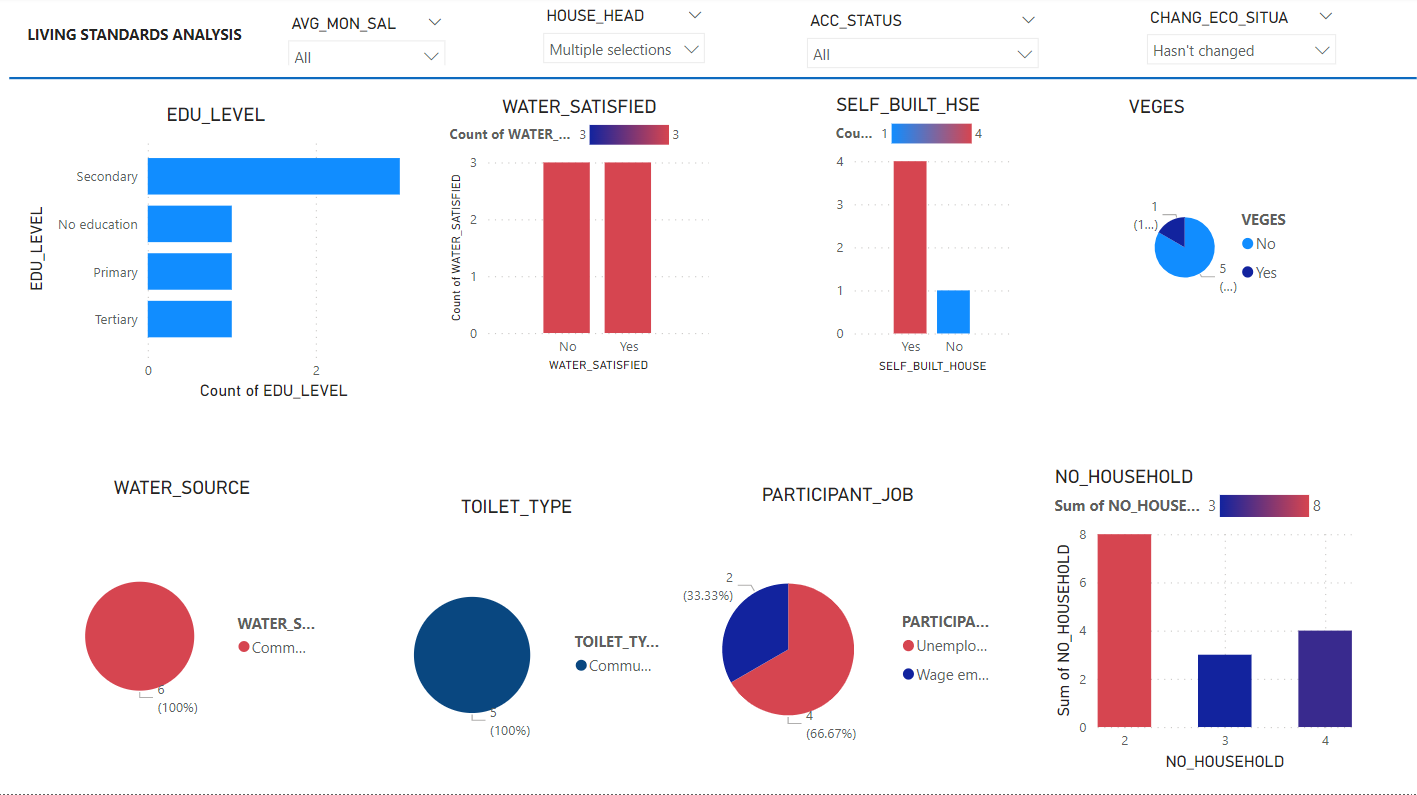 LIVING STANDARDS ANALYSIS
AVG_MON_SAL
All
HOUSE_HEAD
Multiple selections
ACC_STATUS
All
CHANG_ECO_SITUA
Hasn't changed
EDU_LEVEL
EDU_LEVEL
Secondary
No education
Primary
Tertiary
0 2
Count of EDU_LEVEL
WATER_SATISFIED
Count of WATER_... 3 3
Count of WATER_SATISFIED
3
2
1
0
No Yes
WATER_SATISFIED
SELF_BUILT_HSE
Cou... 1 4
4
3
2
1
0
Yes No
SELF_BUILT_HOUSE
VEGES
1
(1...)
5
(...)
VEGES
No
Yes
WATER_SOURCE
6
(100%)
WATER_S...
Comm...
TOILET_TYPE
5
(100%)
TOILET_TY...
Commu...
PARTICIPANT_JOB
2
(33.33%)
4
(66.67%)
PARTICIPA...
Unemplo...
Wage em...
NO_HOUSEHOLD
Sum of NO_HOUSE... 3 8
Sum of NO_HOUSEHOLD
8
6
4
2
0
2 3 4
NO_HOUSEHOLD